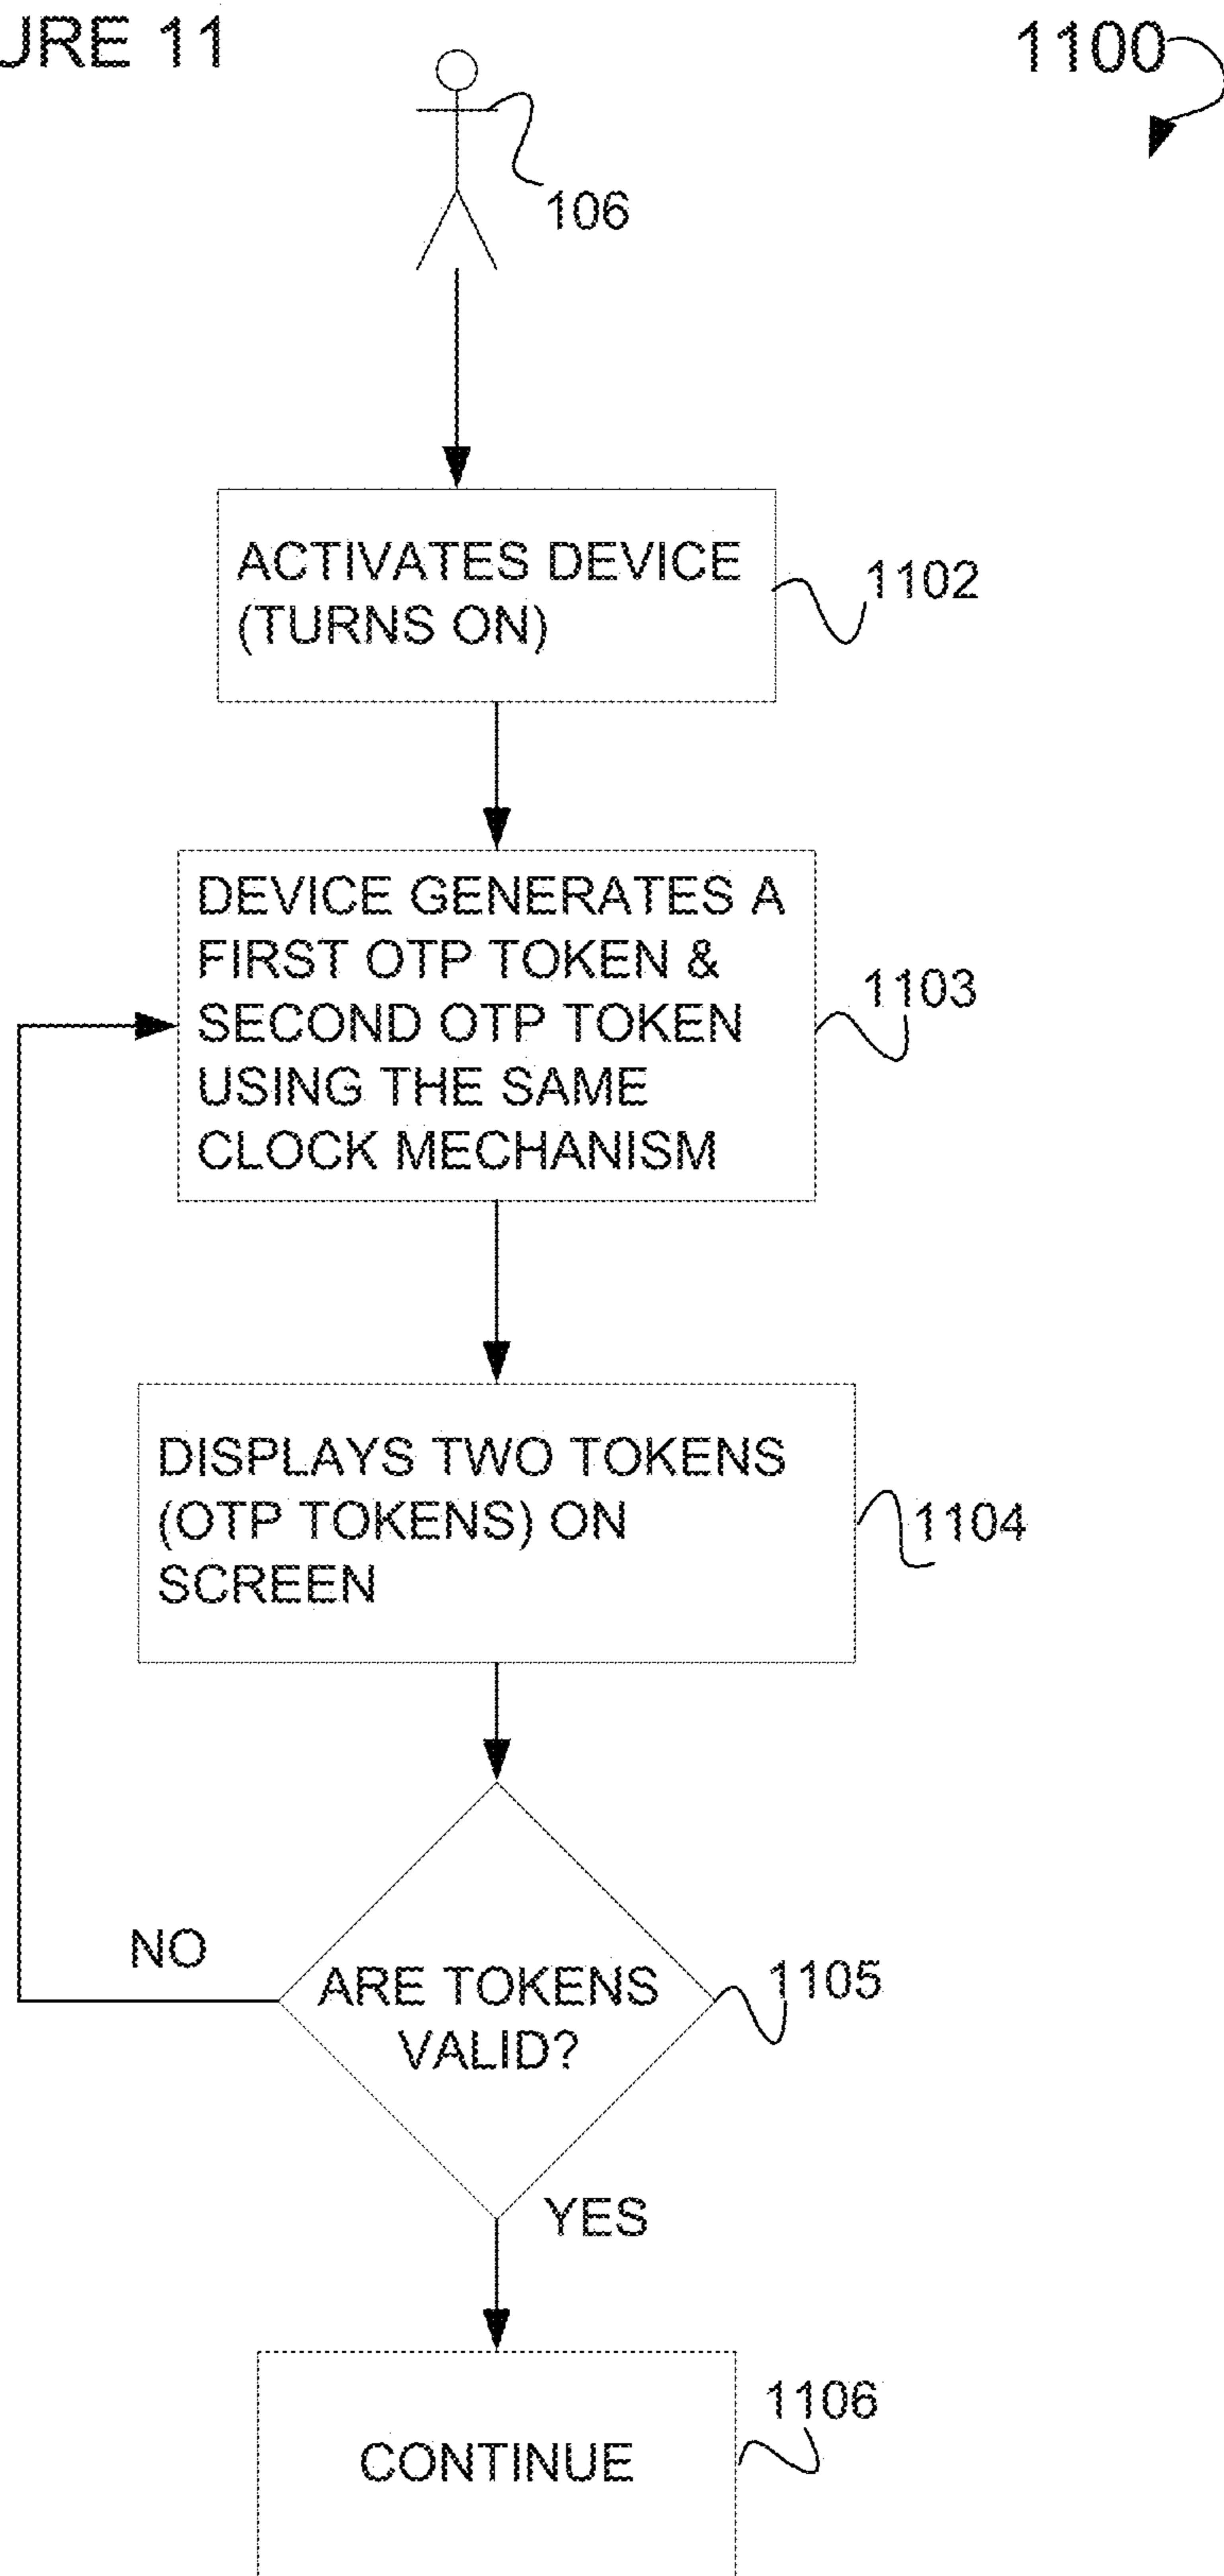 URE 11
1100
106
ACTIVATES DEVICE
(TURNS ON)
1102
DEVICE GENERATES A
FIRST OTP TOKEN &
SECOND OTP TOKEN
USING THE SAME
CLOCK MECHANISM
1103
DISPLAYS TWO TOKENS
(OTP TOKENS) ON
SCREEN
1104
NO
ARE TOKENS
VALID?
1105
YES
CONTINUE
1106